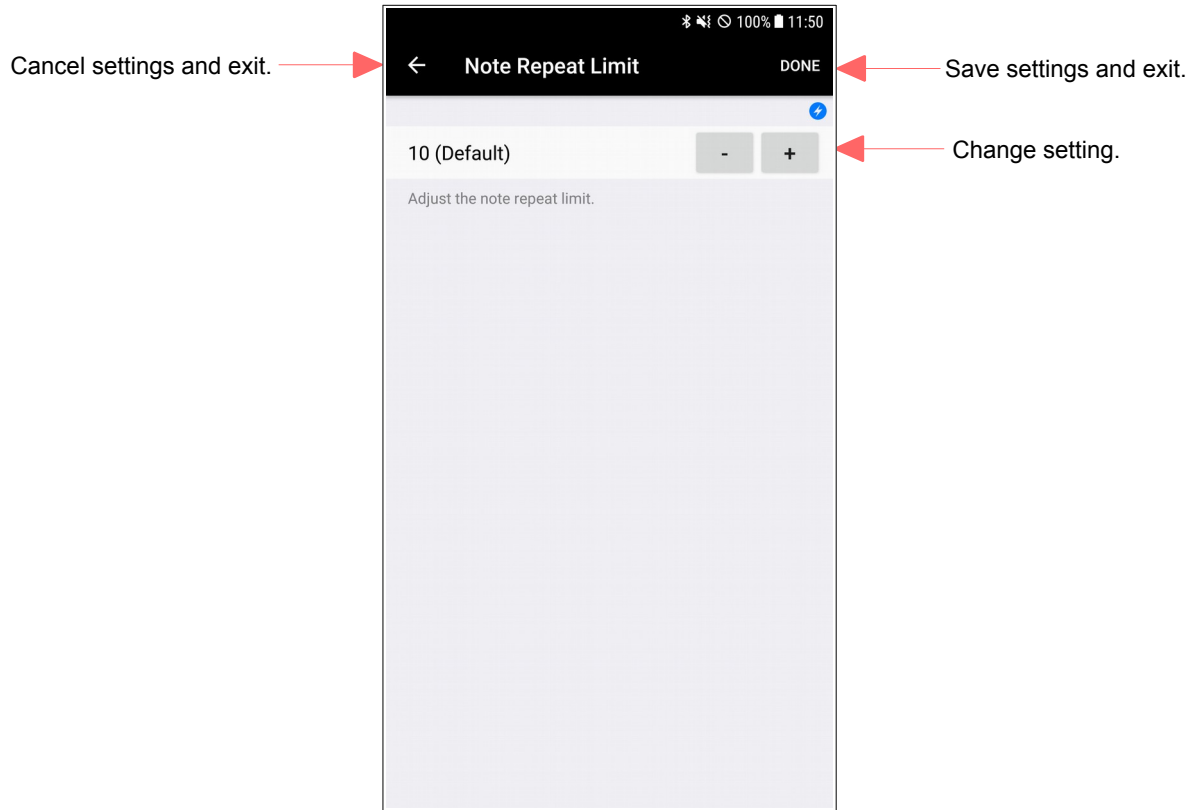 100% 11:50
Cancel settings and exit.
← Note Repeat Limit DONE
Save settings and exit.
10 (Default) - +
Change setting.
Adjust the note repeat limit.